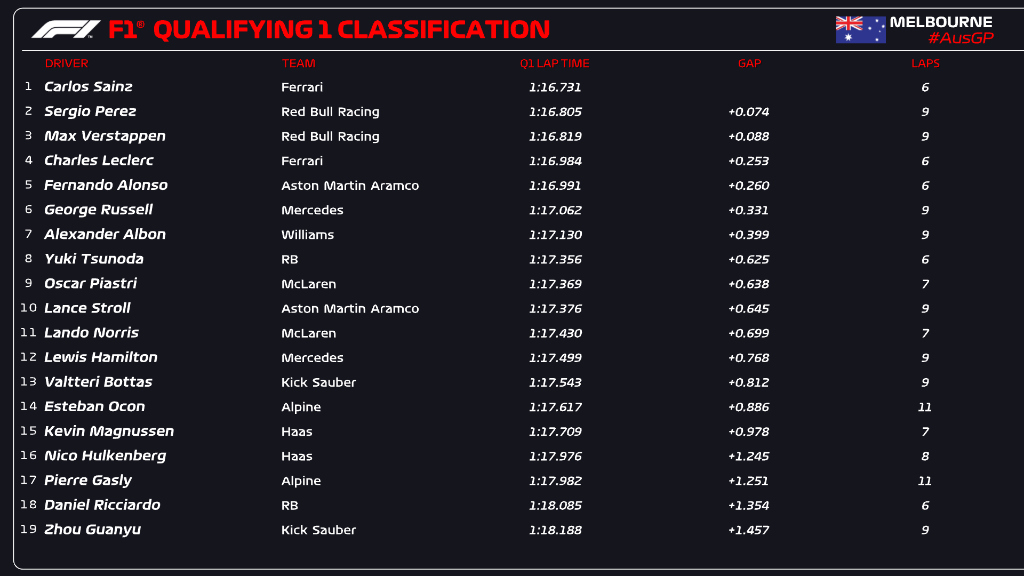 F1® QUALIFYING 1 CLASSIFICATION
MELBOURNE
#AusGP
DRIVER TEAM Q1 LAP TIME GAP LAPS
1 Carlos Sainz Ferrari 1:16.731 6
2 Sergio Perez Red Bull Racing 1:16.805 +0.074 9
3 Max Verstappen Red Bull Racing 1:16.819 +0.088 9
4 Charles Leclerc Ferrari 1:16.984 +0.253 6
5 Fernando Alonso Aston Martin Aramco 1:16.991 +0.260 6
6 George Russell Mercedes 1:17.062 +0.331 9
7 Alexander Albon Williams 1:17.130 +0.399 9
8 Yuki Tsunoda RB 1:17.356 +0.625 6
9 Oscar Piastri McLaren 1:17.369 +0.638 7
10 Lance Stroll Aston Martin Aramco 1:17.376 +0.645 9
11 Lando Norris McLaren 1:17.430 +0.699 7
12 Lewis Hamilton Mercedes 1:17.499 +0.768 9
13 Valtteri Bottas Kick Sauber 1:17.543 +0.812 9
14 Esteban Ocon Alpine 1:17.617 +0.886 11
15 Kevin Magnussen Haas 1:17.709 +0.978 7
16 Nico Hulkenberg Haas 1:17.976 +1.245 8
17 Pierre Gasly Alpine 1:17.982 +1.251 11
18 Daniel Ricciardo RB 1:18.085 +1.354 6
19 Zhou Guanyu Kick Sauber 1:18.188 +1.457 9